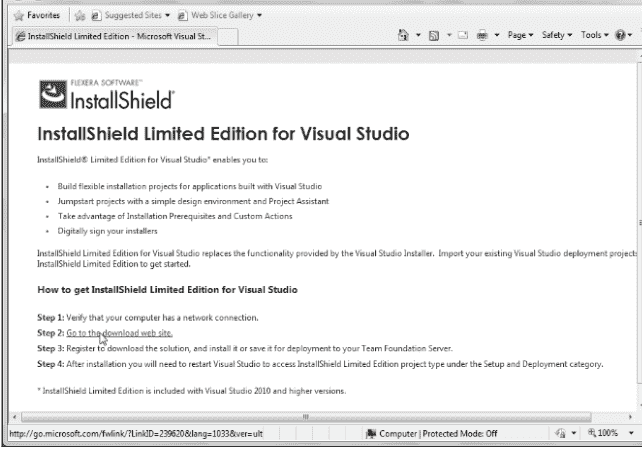 Favorites Suggested Sites Web Slice Gallery
InstallShield Limited Edition - Microsoft Visual St... Page Safety Tools
FLEXERA SOFTWARE™
InstallShield®
InstallShield Limited Edition for Visual Studio
InstallShield® Limited Edition for Visual Studio* enables you to:
• Build flexible installation projects for applications built with Visual Studio
• Jumpstart projects with a simple design environment and Project Assistant
• Take advantage of Installation Prerequisites and Custom Actions
• Digitally sign your installers
InstallShield Limited Edition for Visual Studio replaces the functionality provided by the Visual Studio Installer. Import your existing Visual Studio deployment projects
InstallShield Limited Edition to get started.
How to get InstallShield Limited Edition for Visual Studio
Step 1: Verify that your computer has a network connection.
Step 2: Go to the download web site.
Step 3: Register to download the solution, and install it or save it for deployment to your Team Foundation Server.
Step 4: After installation you will need to restart Visual Studio to access InstallShield Limited Edition project type under the Setup and Deployment category.
* InstallShield Limited Edition is included with Visual Studio 2010 and higher versions.
http://go.microsoft.com/fwlink/?LinkID=239620&lang=1033&ver=ult Computer | Protected Mode: Off 100%